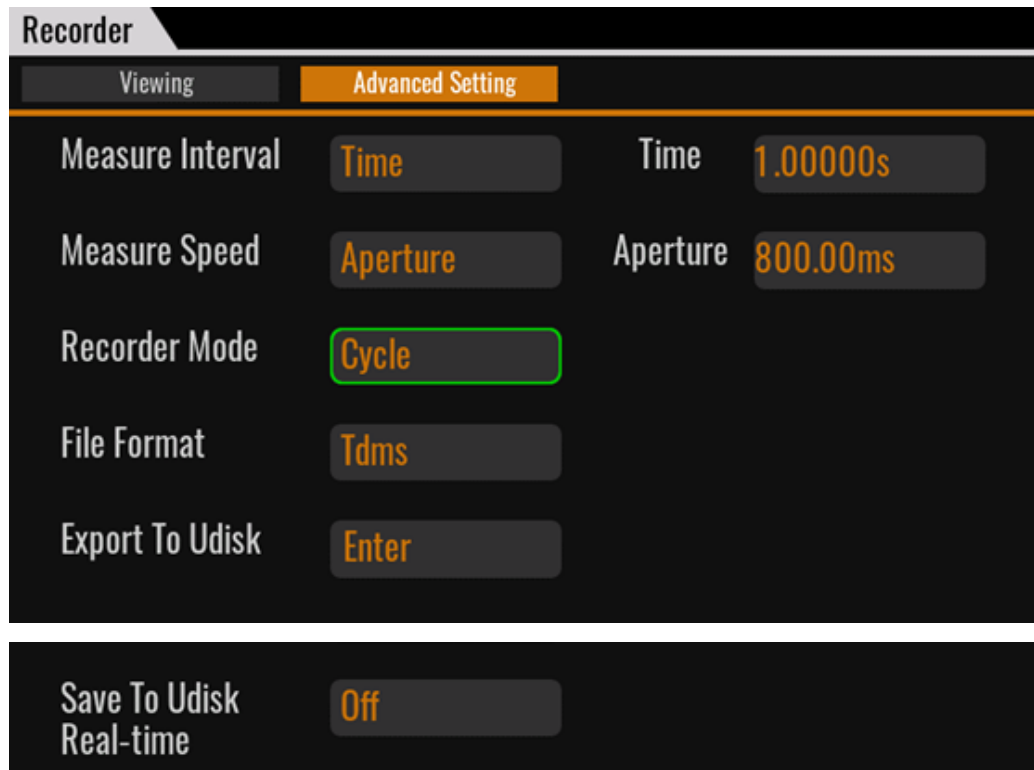 Recorder
Viewing Advanced Setting
Measure Interval Time Time 1.00000s
Measure Speed Aperture Aperture 800.00ms
Recorder Mode Cycle
File Format Tdms
Export To Udisk Enter
Save To Udisk Off
Real-time